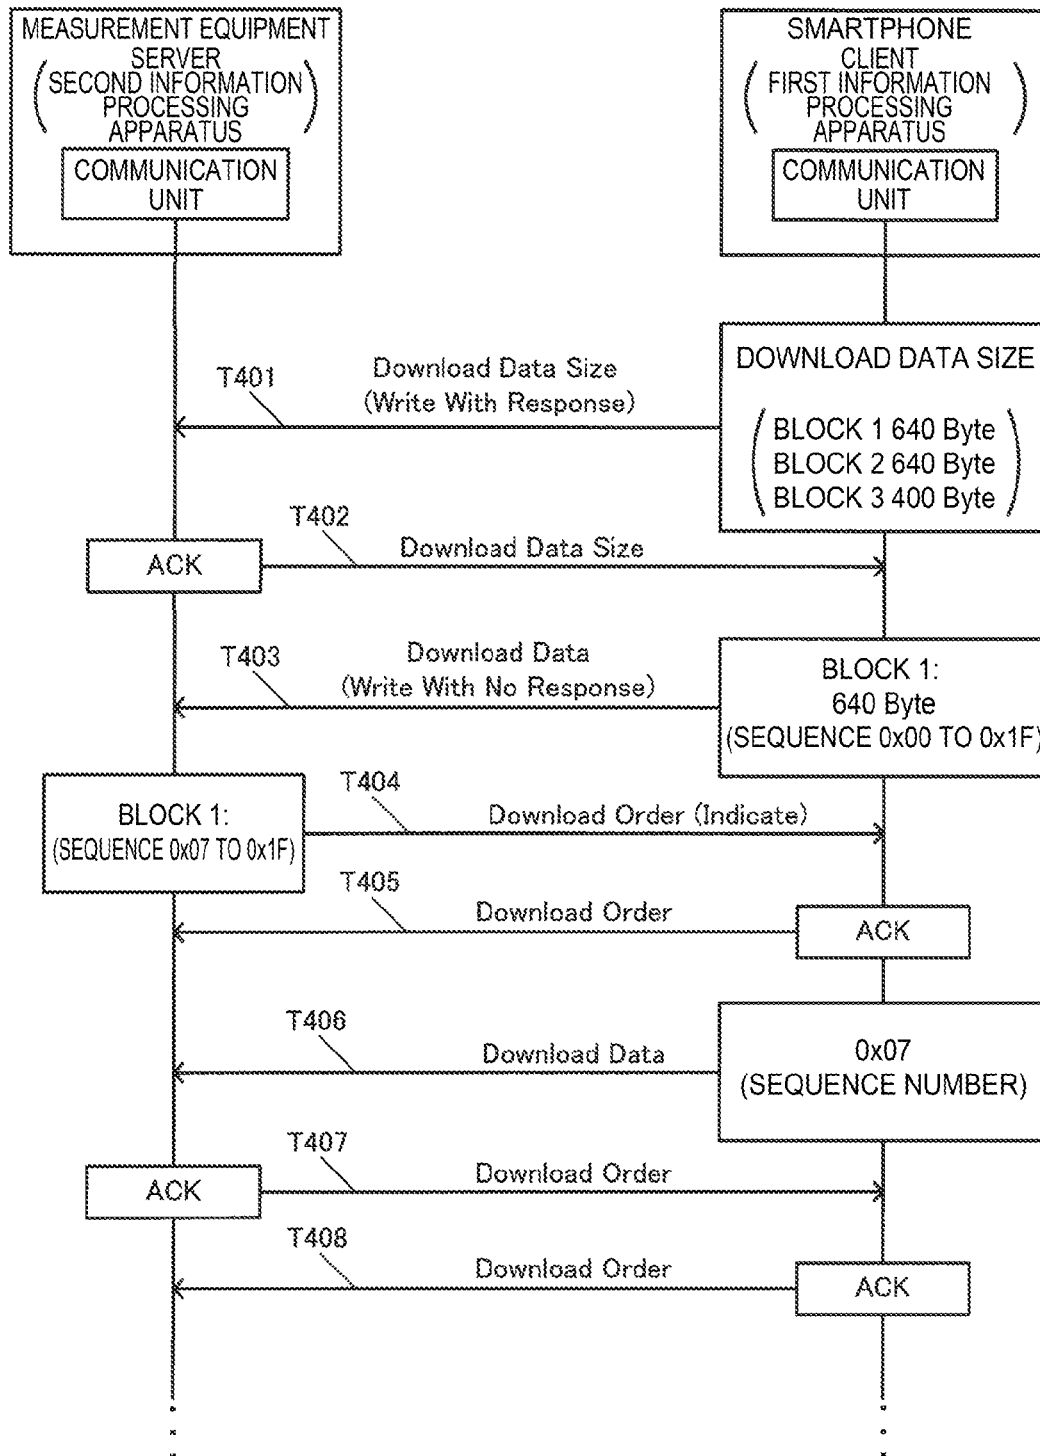 MEASUREMENT EQUIPMENT
SERVER
SECOND INFORMATION
PROCESSING
APPARATUS
COMMUNICATION
UNIT
SMARTPHONE
CLIENT
FIRST INFORMATION
PROCESSING
APPARATUS
COMMUNICATION
UNIT
DOWNLOAD DATA SIZE
BLOCK 1 640 Byte
BLOCK 2 640 Byte
BLOCK 3 400 Byte
T401
Download Data Size
(Write With Response)
T402
ACK
Download Data Size
T403
Download Data
(Write With No Response)
BLOCK 1:
640 Byte
(SEQUENCE 0x00 TO 0x1F)
T404
BLOCK 1:
(SEQUENCE 0x07 TO 0x1F)
Download Order (Indicate)
T405
Download Order
ACK
T406
Download Data
0x07
(SEQUENCE NUMBER)
T407
ACK
Download Order
T408
Download Order
ACK